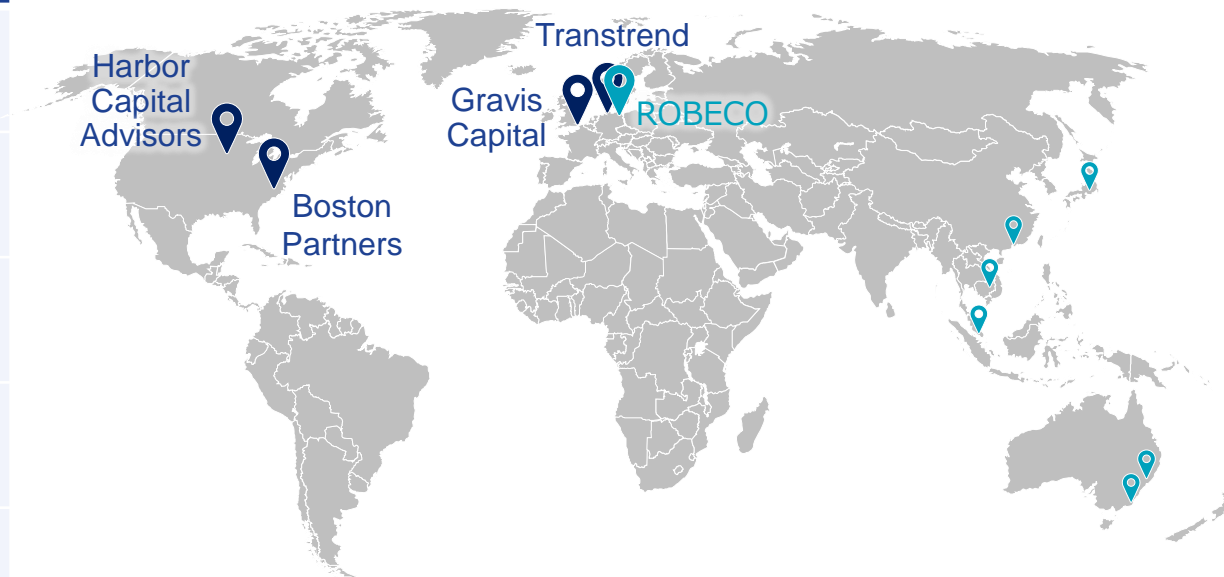 Transtrend
Harbor
Capital
Advisors
Gravis
Capital
ROBECO
Boston
Partners